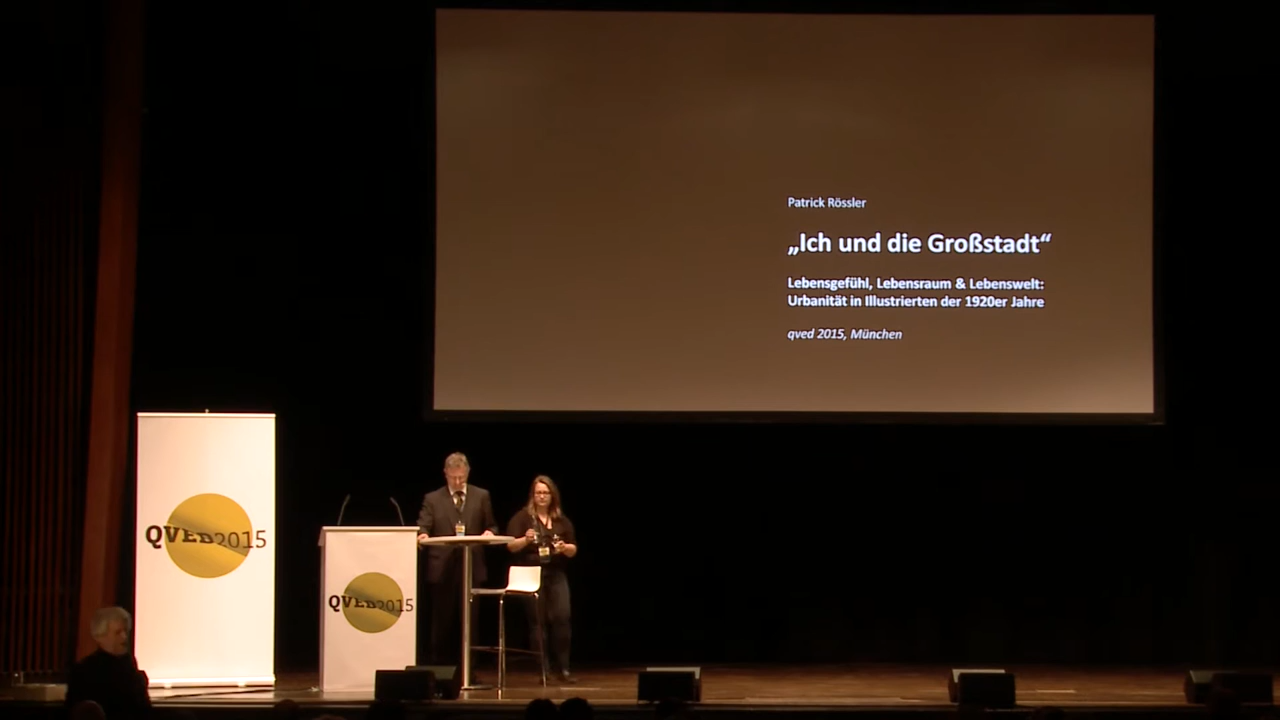 Patrick Rössler
„Ich und die Großstadt“
Lebensgefühl, Lebensraum & Lebenswelt:
Urbanität in Illustrierten der 1920er Jahre
qved 2015, München
QVED2015
QVED2015